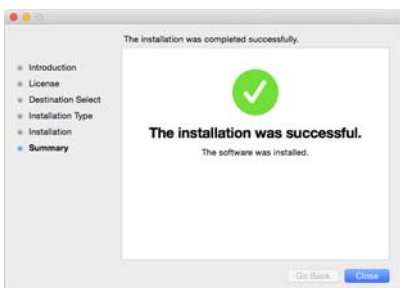 The installation was completed successfully.
Introduction
License
Destination Select
Installation Type
Installation
Summary
The installation was successful.
The software was installed.
Go Back
Close